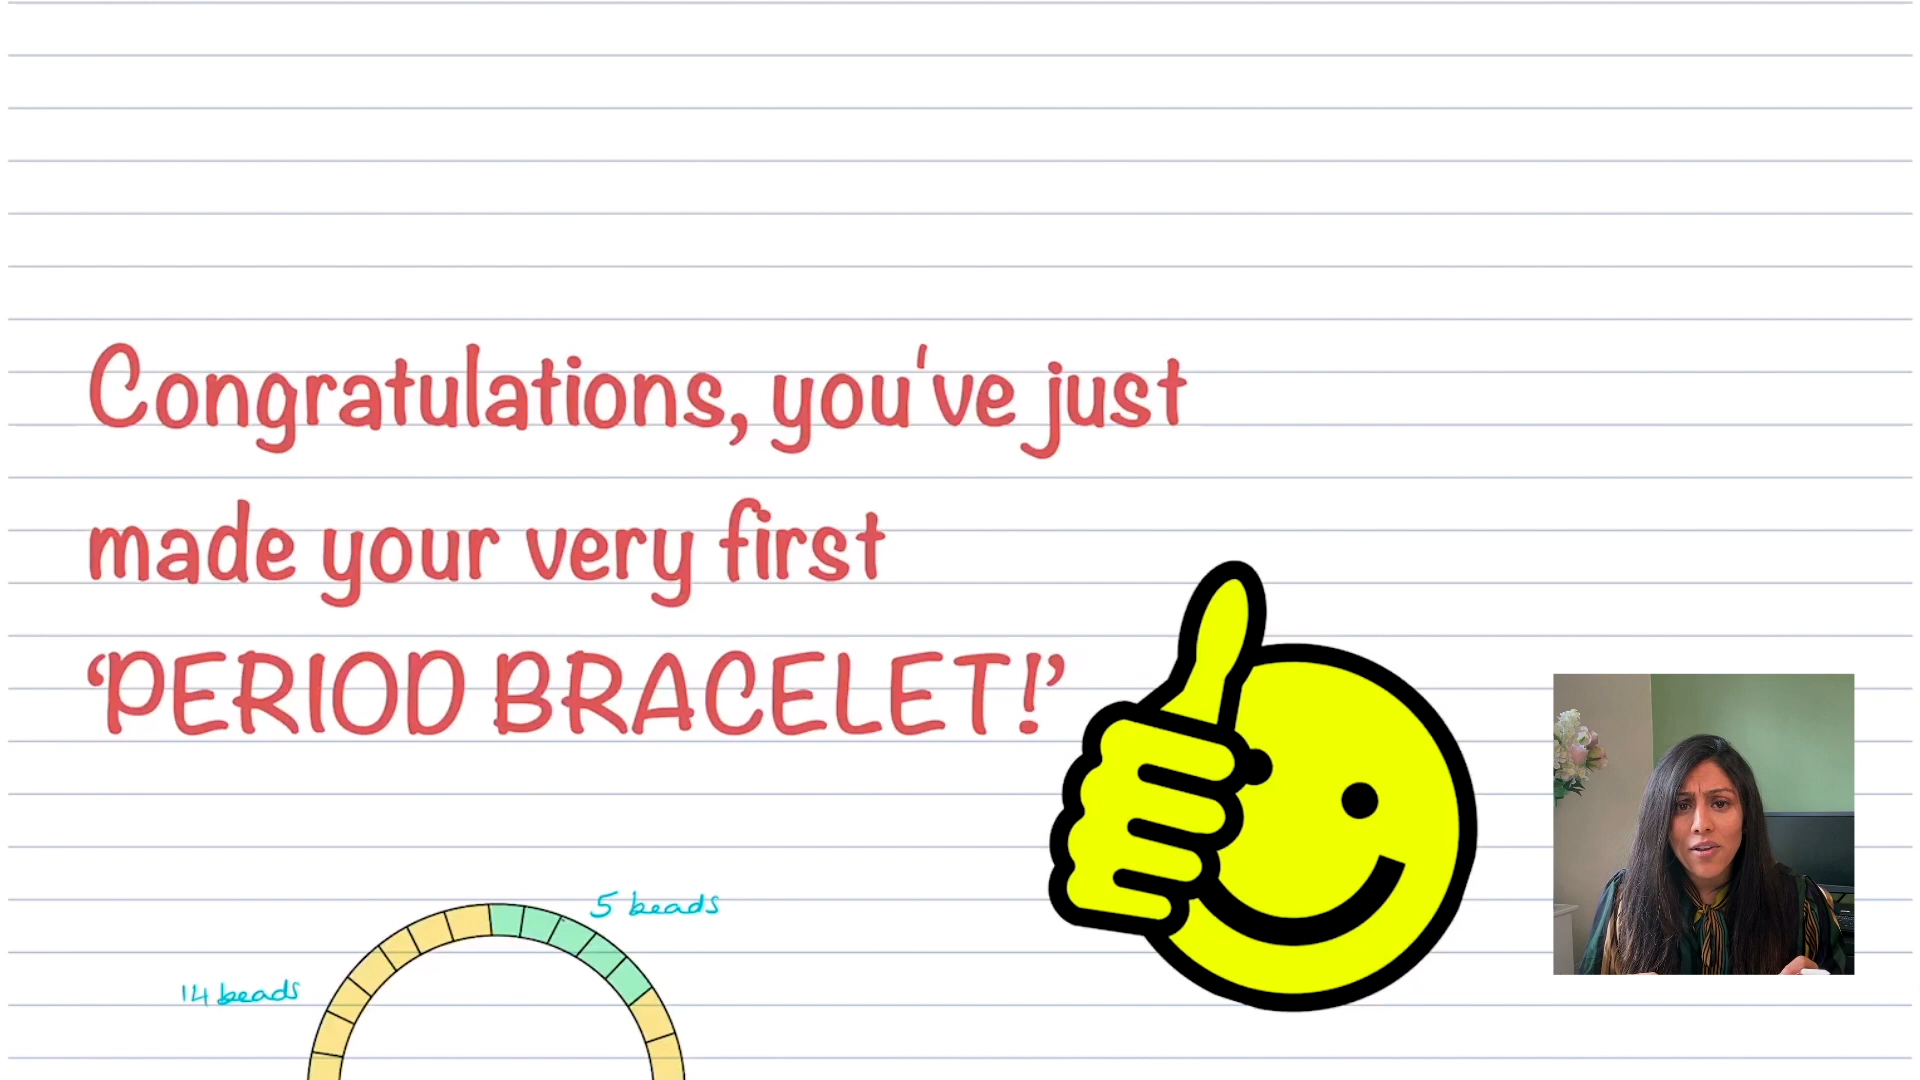 Congratulations, you've just
made your very first
‘PERIOD BRACELET!’
5 beads
14 beads